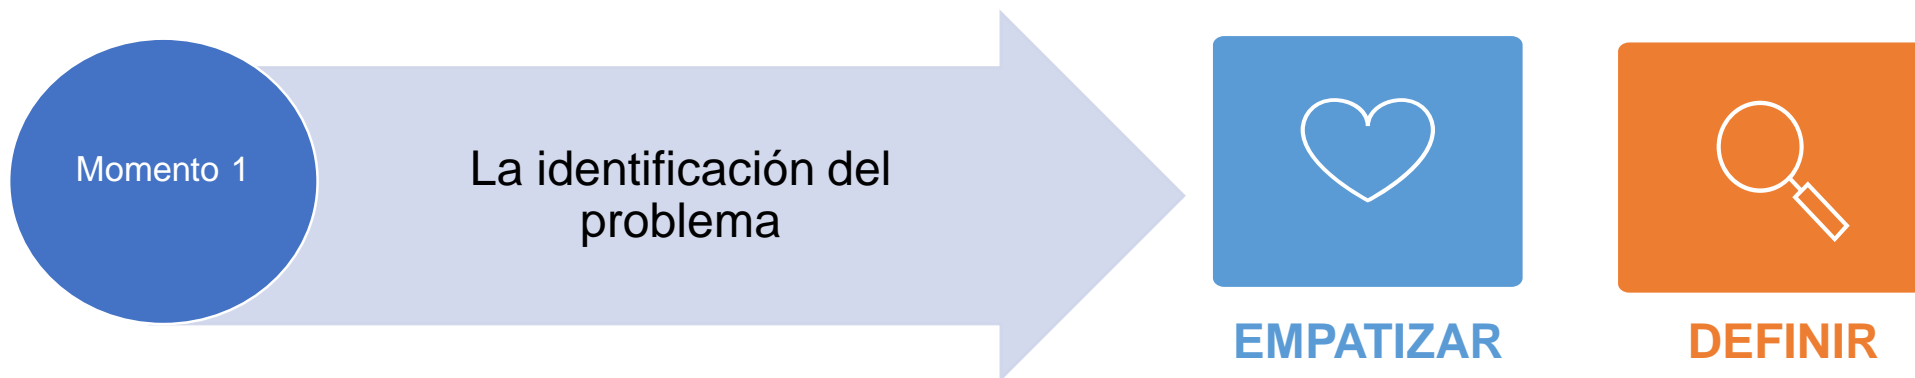 Momento 1
La identificación del
problema
EMPATIZAR
DEFINIR